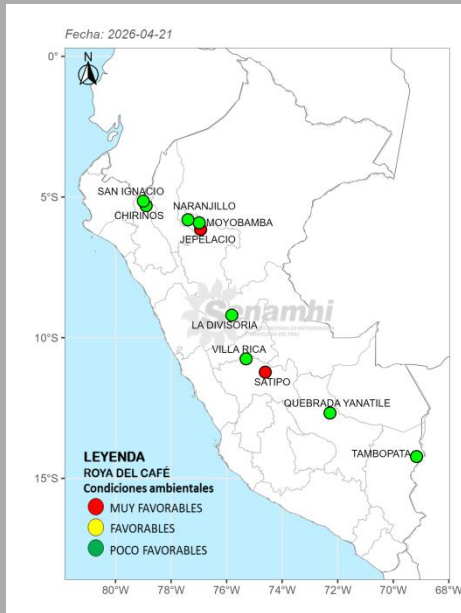 Fecha: 2026-04-21
N
0°
5°S
10°S
15°S
SAN IGNACIO
CHIRINOS
NARANJILLO
MOYOBAMBA
JEPELACIO
Senamhi
LA DIVISORIA
VILLA RICA
SATIPO
QUEBRADA YANATILE
TAMBOPATA
LEYENDA
ROYA DEL CAFÉ
Condiciones ambientales
MUY FAVORABLES
FAVORABLES
POCO FAVORABLES
80°W 78°W 76°W 74°W 72°W 70°W 68°W